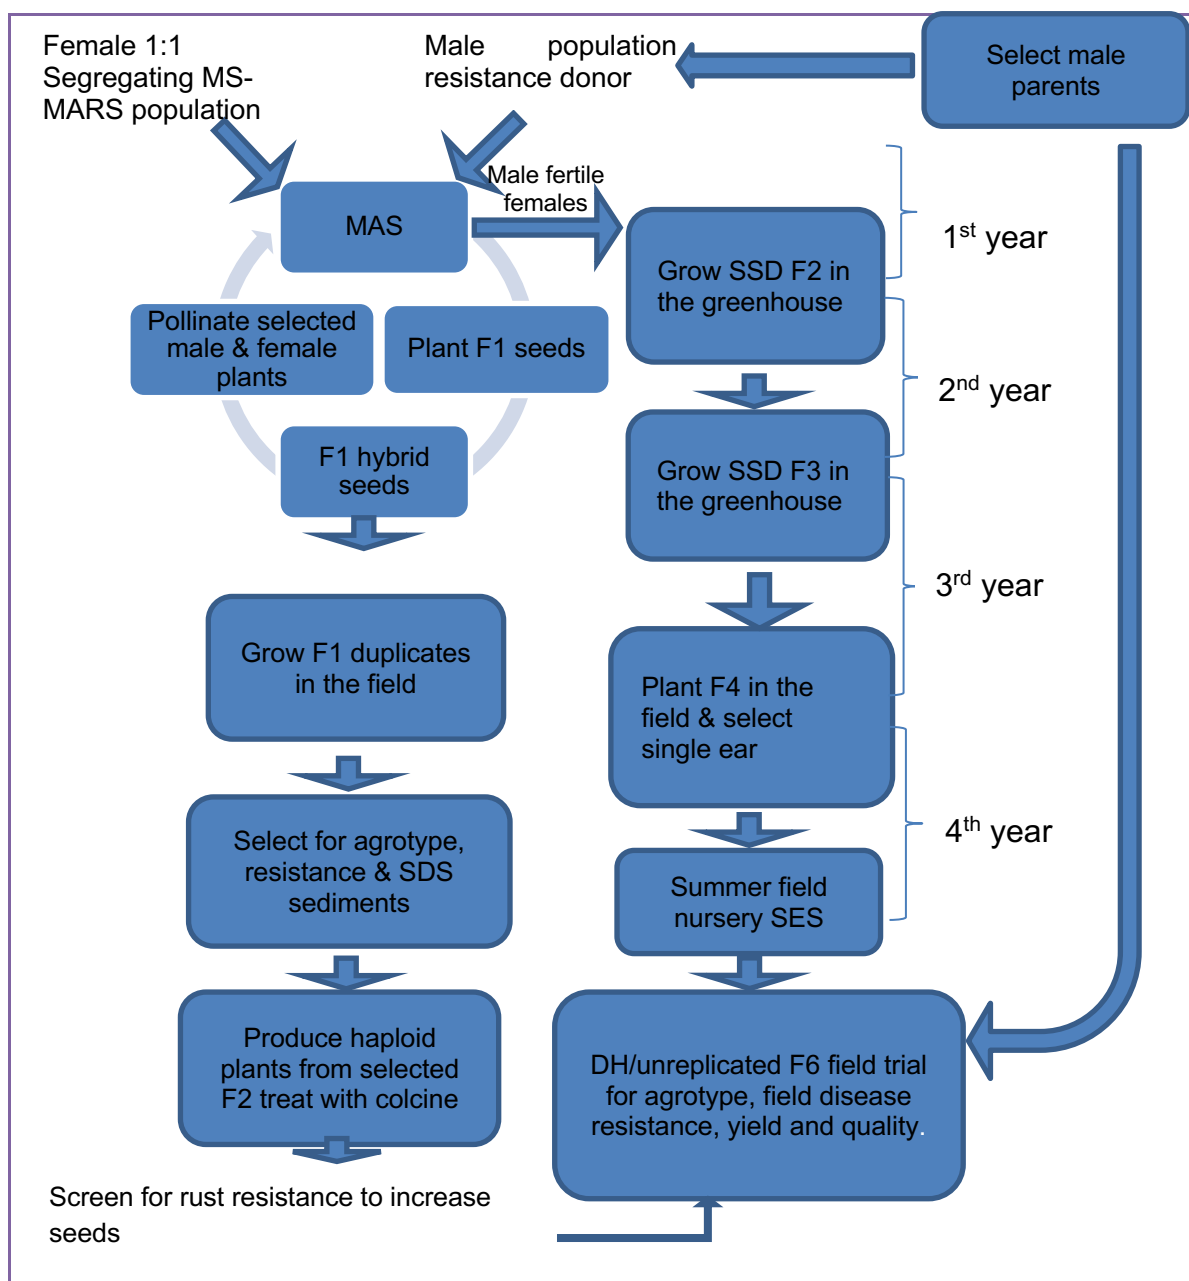 Female 1:1
Segregating MS-
MARS population
Male population
resistance donor
Select male
parents
MAS
Male fertile
females
Pollinate selected
male & female
plants
Plant F1 seeds
F1 hybrid
seeds
Grow F1 duplicates
in the field
Select for agrotype,
resistance & SDS
sediments
Produce haploid
plants from selected
F2 treat with colcine
Screen for rust resistance to increase
seeds
Grow SSD F2 in
the greenhouse
Grow SSD F3 in
the greenhouse
Plant F4 in the
field & select
single ear
Summer field
nursery SES
DH/unreplicated F6 field trial
for agrotype, field disease
resistance, yield and quality.
1st year
2nd year
3rd year
4th year